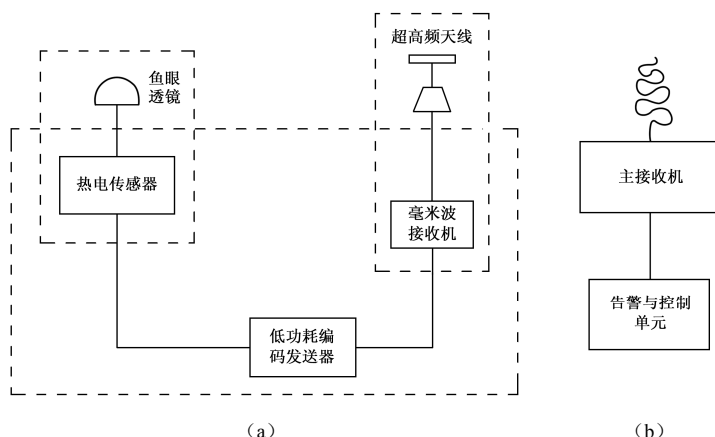 超高频天线
鱼眼
透镜
热电传感器
主接收机
毫米波
接收机
告警与控制
单元
低功耗编
码发送器
（a）
（b）